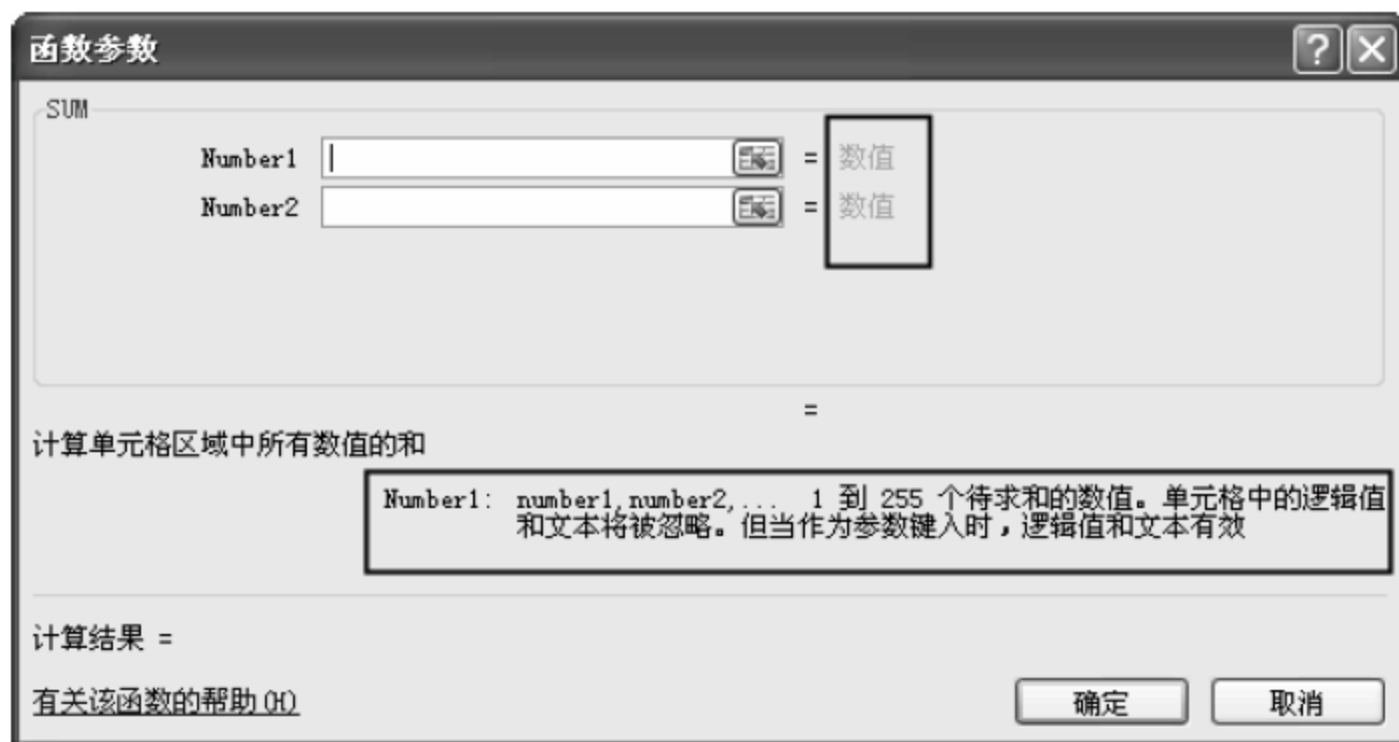 函数参数
SUM
Number1 = 数值
Number2 = 数值
=
计算单元格区域中所有数值的和
Number1: number1,number2,... 1 到 255 个待求和的数值。单元格中的逻辑值
和文本将被忽略。但当作为参数键入时，逻辑值和文本有效
计算结果 =
有关该函数的帮助(H) 确定 取消